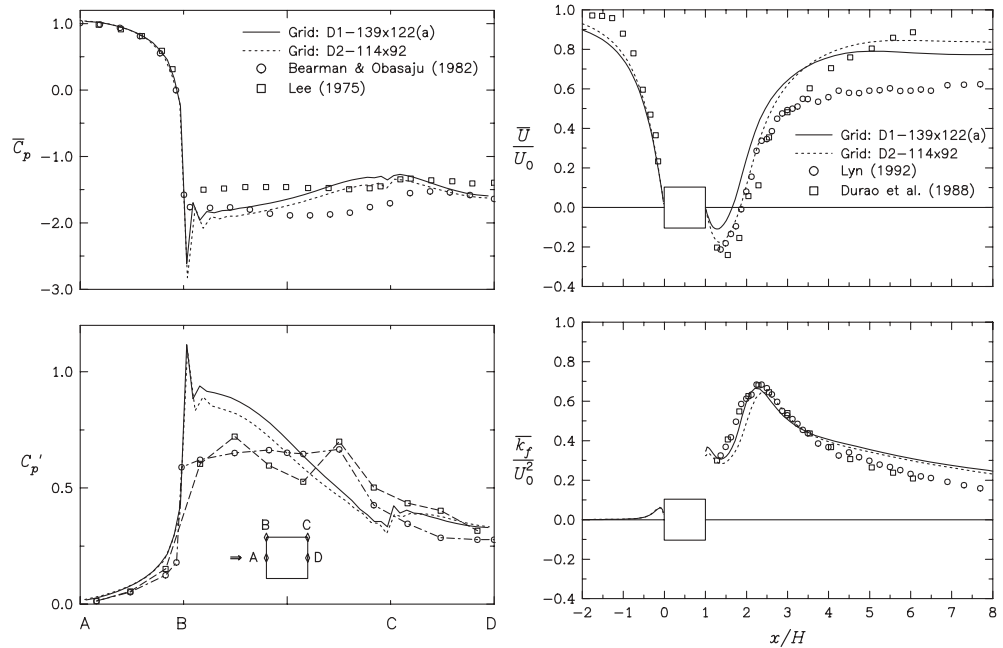 1.0
0.0
−1.0
−2.0
−3.0
C̅p
Grid: D1−139x122(a)
Grid: D2−114x92
Bearman & Obasaju (1982)
Lee (1975)
1.0
0.5
0.0
Cp'
B C
⇒ A D
A B C D
1.0
0.8
0.6
0.4
0.2
0.0
−0.2
−0.4
U̅
U0
Grid: D1−139x122(a)
Grid: D2−114x92
Lyn (1992)
Durao et al. (1988)
1.0
0.8
0.6
0.4
0.2
0.0
−0.2
−0.4
k̅f
U0²
−2 −1 0 1 2 3 4 5 6 7 8
x/H